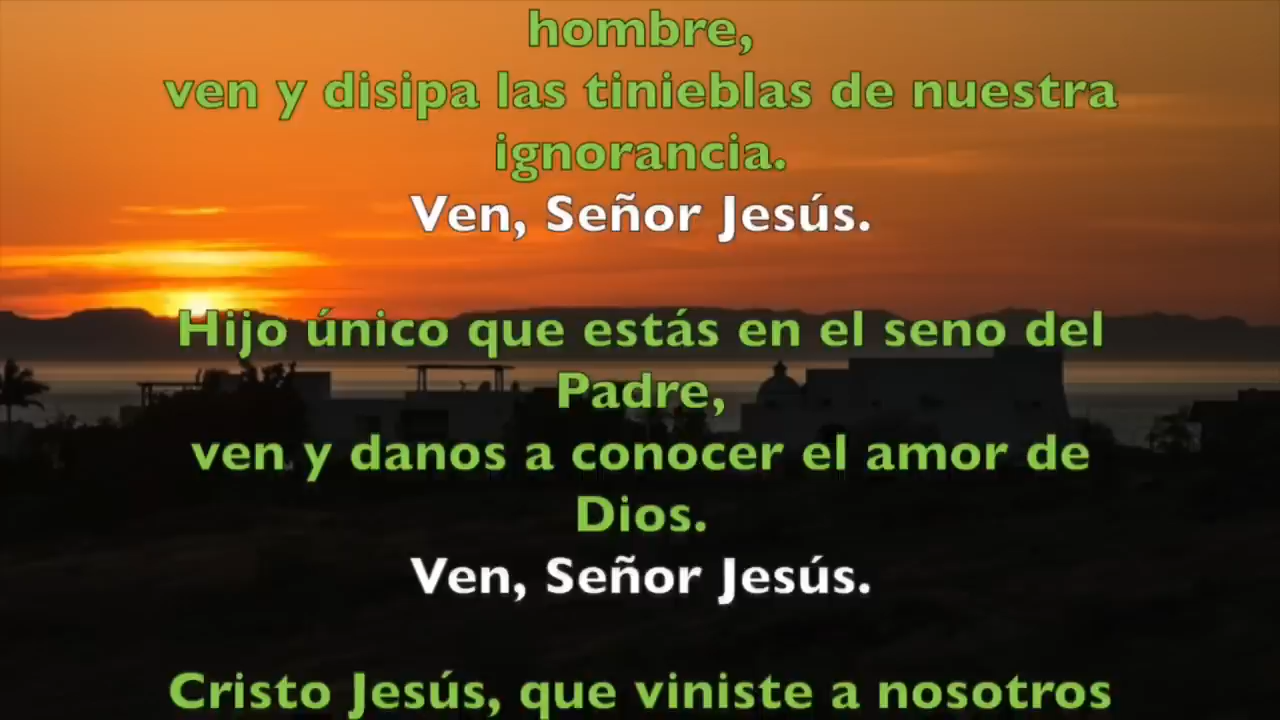 hombre,
ven y disipa las tinieblas de nuestra
ignorancia.
Ven, Señor Jesús.
Hijo único que estás en el seno del
Padre,
ven y danos a conocer el amor de
Dios.
Ven, Señor Jesús.
Cristo Jesús, que viniste a nosotros